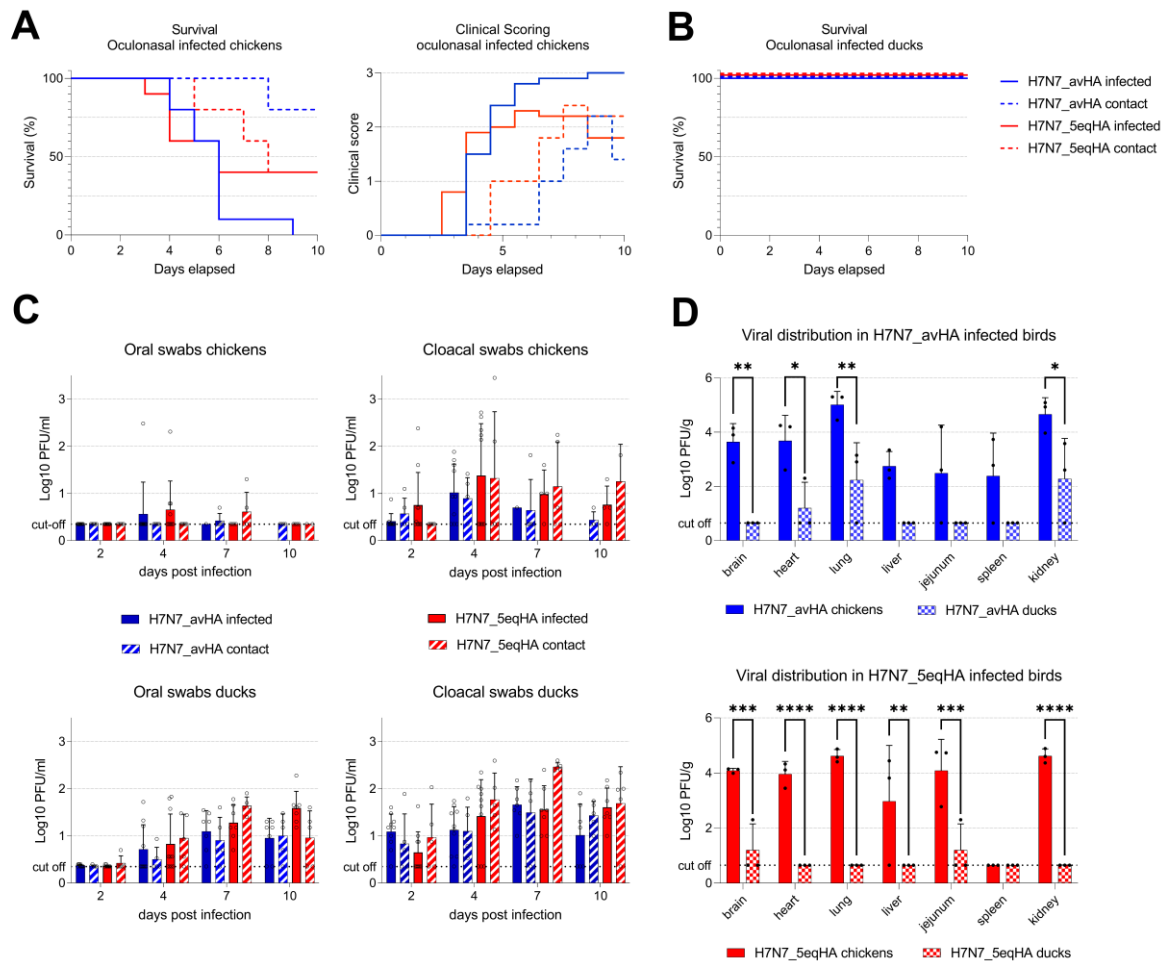 A
Survival
Oculonasal infected chickens
Survival (%)
100
50
0
0 2 4 6 8 10
Days elapsed
Clinical Scoring
oculonasal infected chickens
Clinical score
3
2
1
0
0 5 10
Days elapsed
B
Survival
Oculonasal infected ducks
Survival (%)
100
50
0
0 2 4 6 8 10
Days elapsed
H7N7_avHA infected
H7N7_avHA contact
H7N7_5eqHA infected
H7N7_5eqHA contact
C
Oral swabs chickens
Log10 PFU/ml
3
2
1
cut-off
0
2 4 7 10
days post infection
Cloacal swabs chickens
Log10 PFU/ml
3
2
1
cut off
0
2 4 7 10
days post infection
H7N7_avHA infected
H7N7_avHA contact
H7N7_5eqHA infected
H7N7_5eqHA contact
Oral swabs ducks
Log10 PFU/ml
3
2
1
cut off
0
2 4 7 10
days post infection
Cloacal swabs ducks
Log10 PFU/ml
3
2
1
cut off
0
2 4 7 10
days post infection
D
Viral distribution in H7N7_avHA infected birds
Log10 PFU/g
6
4
2
cut off
0
** * ** *
brain heart lung liver jejunum spleen kidney
H7N7_avHA chickens
H7N7_avHA ducks
Viral distribution in H7N7_5eqHA infected birds
Log10 PFU/g
6
4
2
cut off
0
*** **** **** ** *** ****
brain heart lung liver jejunum spleen kidney
H7N7_5eqHA chickens
H7N7_5eqHA ducks